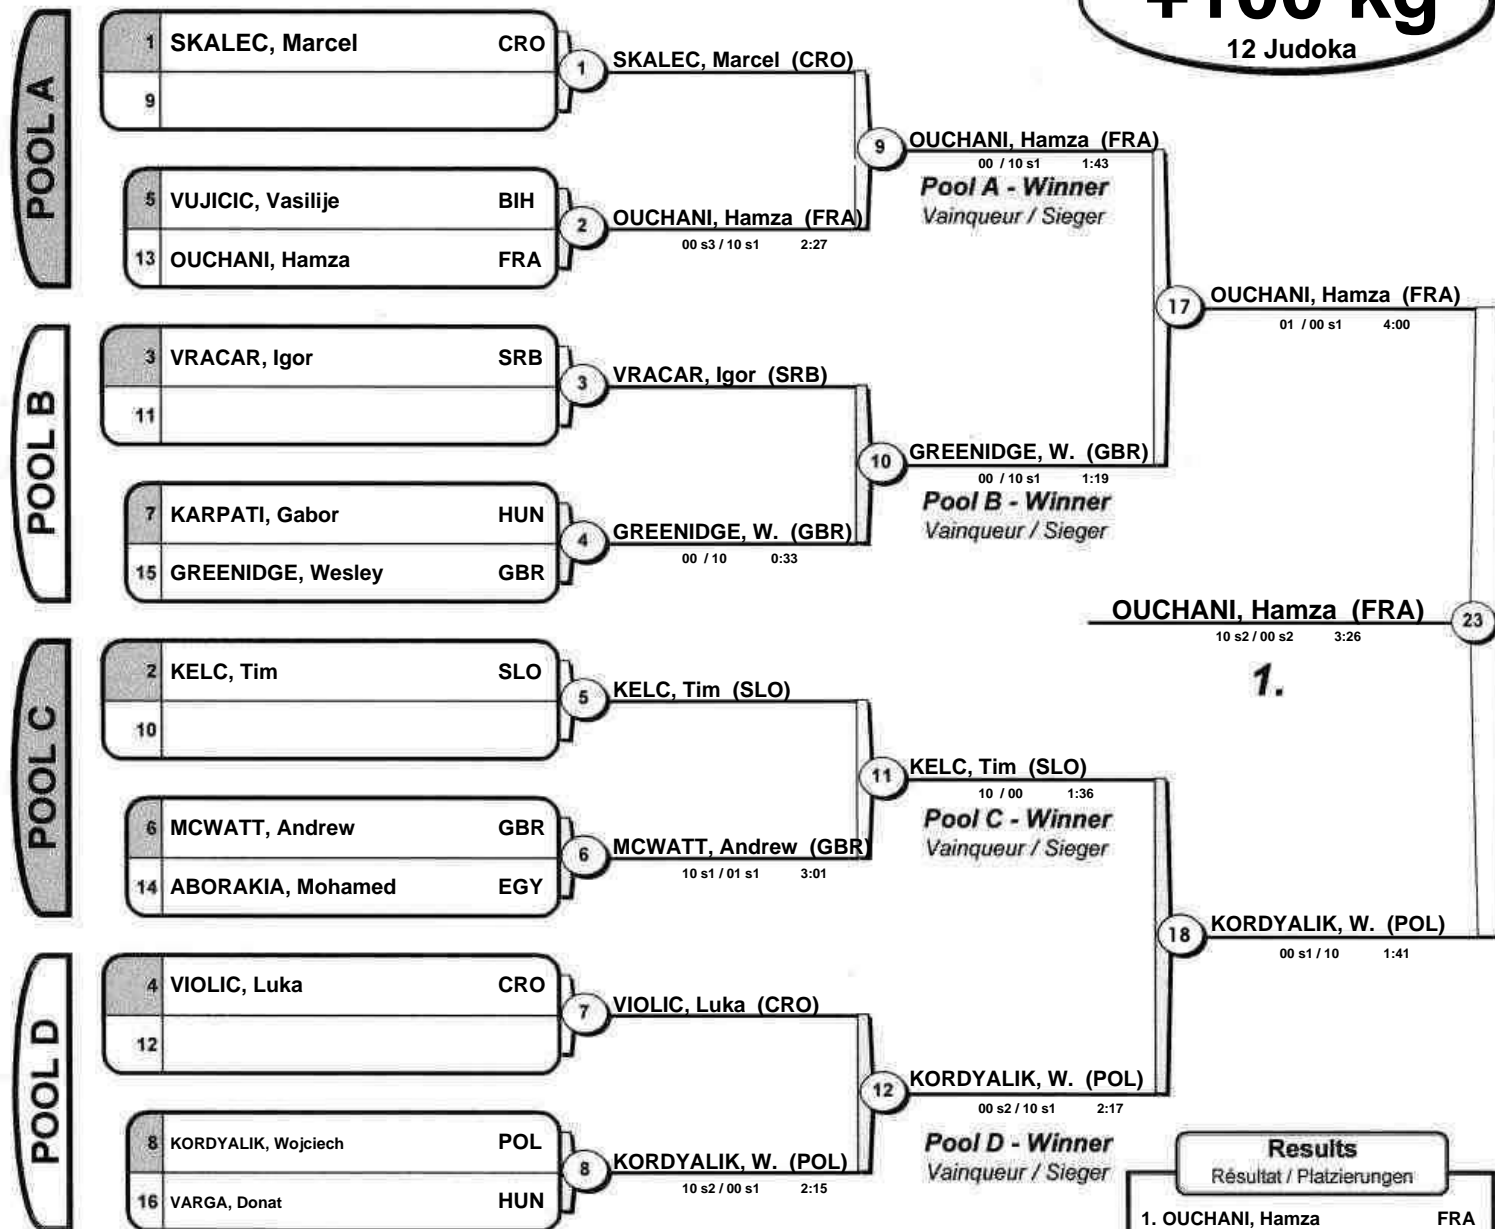 +100 kg
12 Judoka
POOL A
1 SKALEC, Marcel CRO
9
5 VUJICIC, Vasilije BIH
13 OUCHANI, Hamza FRA
1 SKALEC, Marcel (CRO)
2 OUCHANI, Hamza (FRA)
00 s3 / 10 s1 2:27
9 OUCHANI, Hamza (FRA)
00 / 10 s1 1:43
Pool A - Winner
Vainqueur / Sieger
POOL B
3 VRACAR, Igor SRB
11
7 KARPATI, Gabor HUN
15 GREENIDGE, Wesley GBR
3 VRACAR, Igor (SRB)
4 GREENIDGE, W. (GBR)
00 / 10 0:33
10 GREENIDGE, W. (GBR)
00 / 10 s1 1:19
Pool B - Winner
Vainqueur / Sieger
17 OUCHANI, Hamza (FRA)
01 / 00 s1 4:00
OUCHANI, Hamza (FRA) 23
10 s2 / 00 s2 3:26
1.
POOL C
2 KELC, Tim SLO
10
6 MCWATT, Andrew GBR
14 ABORAKIA, Mohamed EGY
5 KELC, Tim (SLO)
6 MCWATT, Andrew (GBR)
10 s1 / 01 s1 3:01
11 KELC, Tim (SLO)
10 / 00 1:36
Pool C - Winner
Vainqueur / Sieger
POOL D
4 VIOLIC, Luka CRO
12
8 KORDYALIK, Wojciech POL
16 VARGA, Donat HUN
7 VIOLIC, Luka (CRO)
8 KORDYALIK, W. (POL)
10 s2 / 00 s1 2:15
12 KORDYALIK, W. (POL)
00 s2 / 10 s1 2:17
Pool D - Winner
Vainqueur / Sieger
18 KORDYALIK, W. (POL)
00 s1 / 10 1:41
Results
Résultat / Platzierungen
1. OUCHANI, Hamza FRA